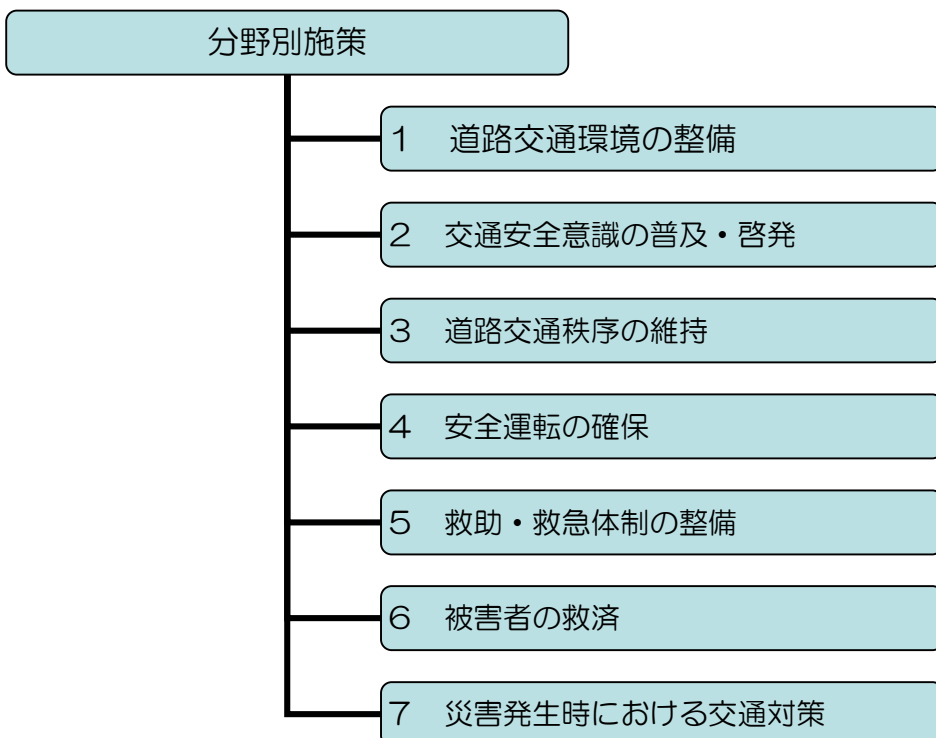 分野別施策
1　道路交通環境の整備
2　交通安全意識の普及・啓発
3　道路交通秩序の維持
4　安全運転の確保
5　救助・救急体制の整備
6　被害者の救済
7　災害発生時における交通対策